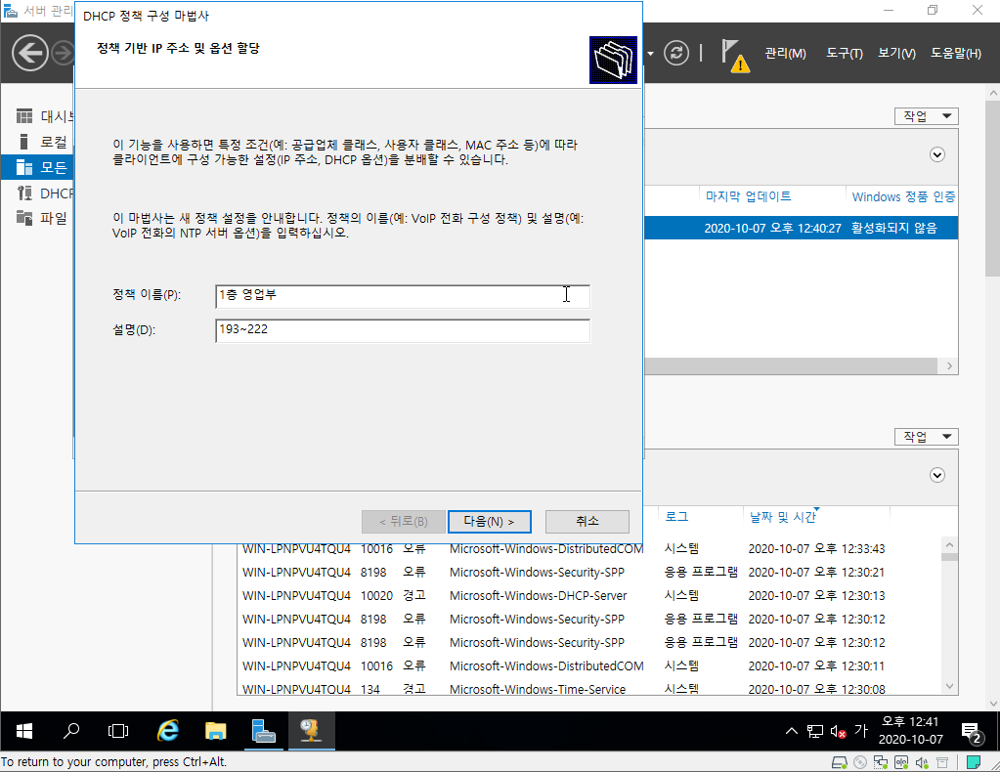 서버 관리
DHCP 정책 구성 마법사
정책 기반 IP 주소 및 옵션 할당
관리(M) 도구(T) 보기(V) 도움말(H)
대시보
로컬
모든
DHCP
파일
이 기능을 사용하면 특정 조건(예: 공급업체 클래스, 사용자 클래스, MAC 주소 등)에 따라
클라이언트에 구성 가능한 설정(IP 주소, DHCP 옵션)을 분배할 수 있습니다.
이 마법사는 새 정책 설정을 안내합니다. 정책의 이름(예: VoIP 전화 구성 정책) 및 설명(예:
VoIP 전화의 NTP 서버 옵션)을 입력하십시오.
정책 이름(P): 1층 영업부
설명(D): 193~222
< 뒤로(B) 다음(N) > 취소
작업
마지막 업데이트 Windows 정품 인증
2020-10-07 오후 12:40:27 활성화되지 않음
작업
로그 날짜 및 시간
WIN-LPNPVU4TQU4 10016 오류 Microsoft-Windows-DistributedCOM 시스템 2020-10-07 오후 12:33:43
WIN-LPNPVU4TQU4 8198 오류 Microsoft-Windows-Security-SPP 응용 프로그램 2020-10-07 오후 12:30:21
WIN-LPNPVU4TQU4 10020 경고 Microsoft-Windows-DHCP-Server 시스템 2020-10-07 오후 12:30:13
WIN-LPNPVU4TQU4 8198 오류 Microsoft-Windows-Security-SPP 응용 프로그램 2020-10-07 오후 12:30:12
WIN-LPNPVU4TQU4 8198 오류 Microsoft-Windows-Security-SPP 응용 프로그램 2020-10-07 오후 12:30:12
WIN-LPNPVU4TQU4 10016 오류 Microsoft-Windows-DistributedCOM 시스템 2020-10-07 오후 12:30:11
WIN-LPNPVU4TQU4 134 경고 Microsoft-Windows-Time-Service 시스템 2020-10-07 오후 12:30:08
가 오후 12:41
2020-10-07
2
To return to your computer, press Ctrl+Alt.